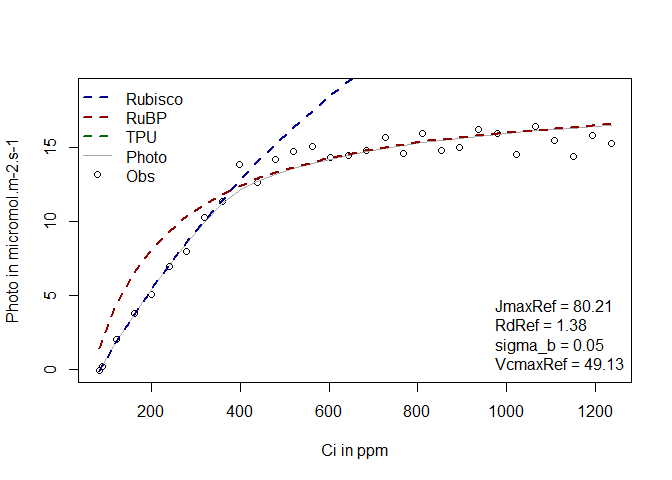 Rubisco
RuBP
TPU
Photo
Obs
Photo in micromol.m-2.s-1
15
10
5
0
JmaxRef = 80.21
RdRef = 1.38
sigma_b = 0.05
VcmaxRef = 49.13
200 400 600 800 1000 1200
Ci in ppm